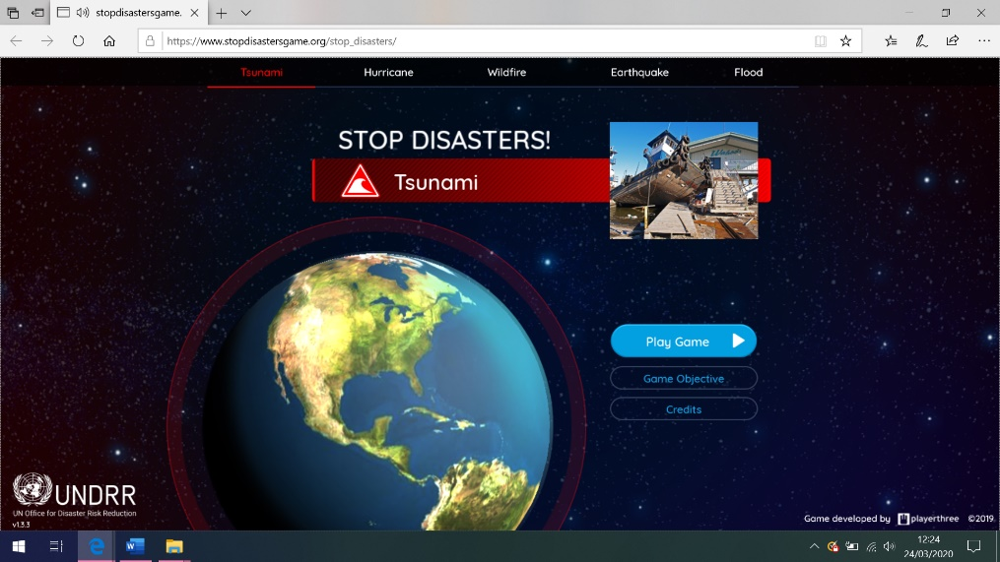 stopdisastersgame.
https://www.stopdisastersgame.org/stop_disasters/
Tsunami Hurricane Wildfire Earthquake Flood
STOP DISASTERS!
Tsunami
Play Game
Game Objective
Credits
UNDRR
UN Office for Disaster Risk Reduction
v1.3.3
Game developed by playerthree ©2019
12:24
24/03/2020